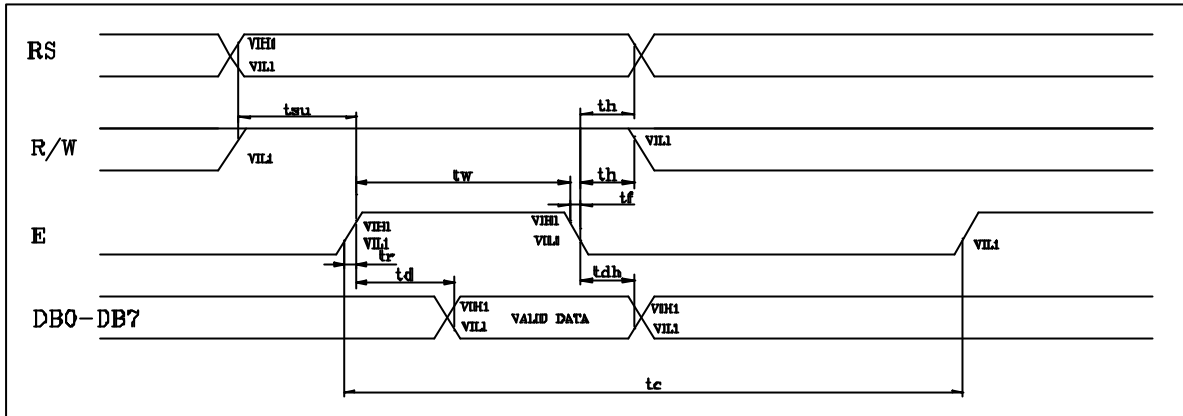 RS
VIH1
VIL1
tsu
th
R/W
VIL1
VIL1
tw
th
tf
E
VIH1
VIL1
VIH1
VIL1
VIL1
tr
td
tdh
DB0-DB7
VIH1
VIL1
VALID DATA
VIH1
VIL1
tc